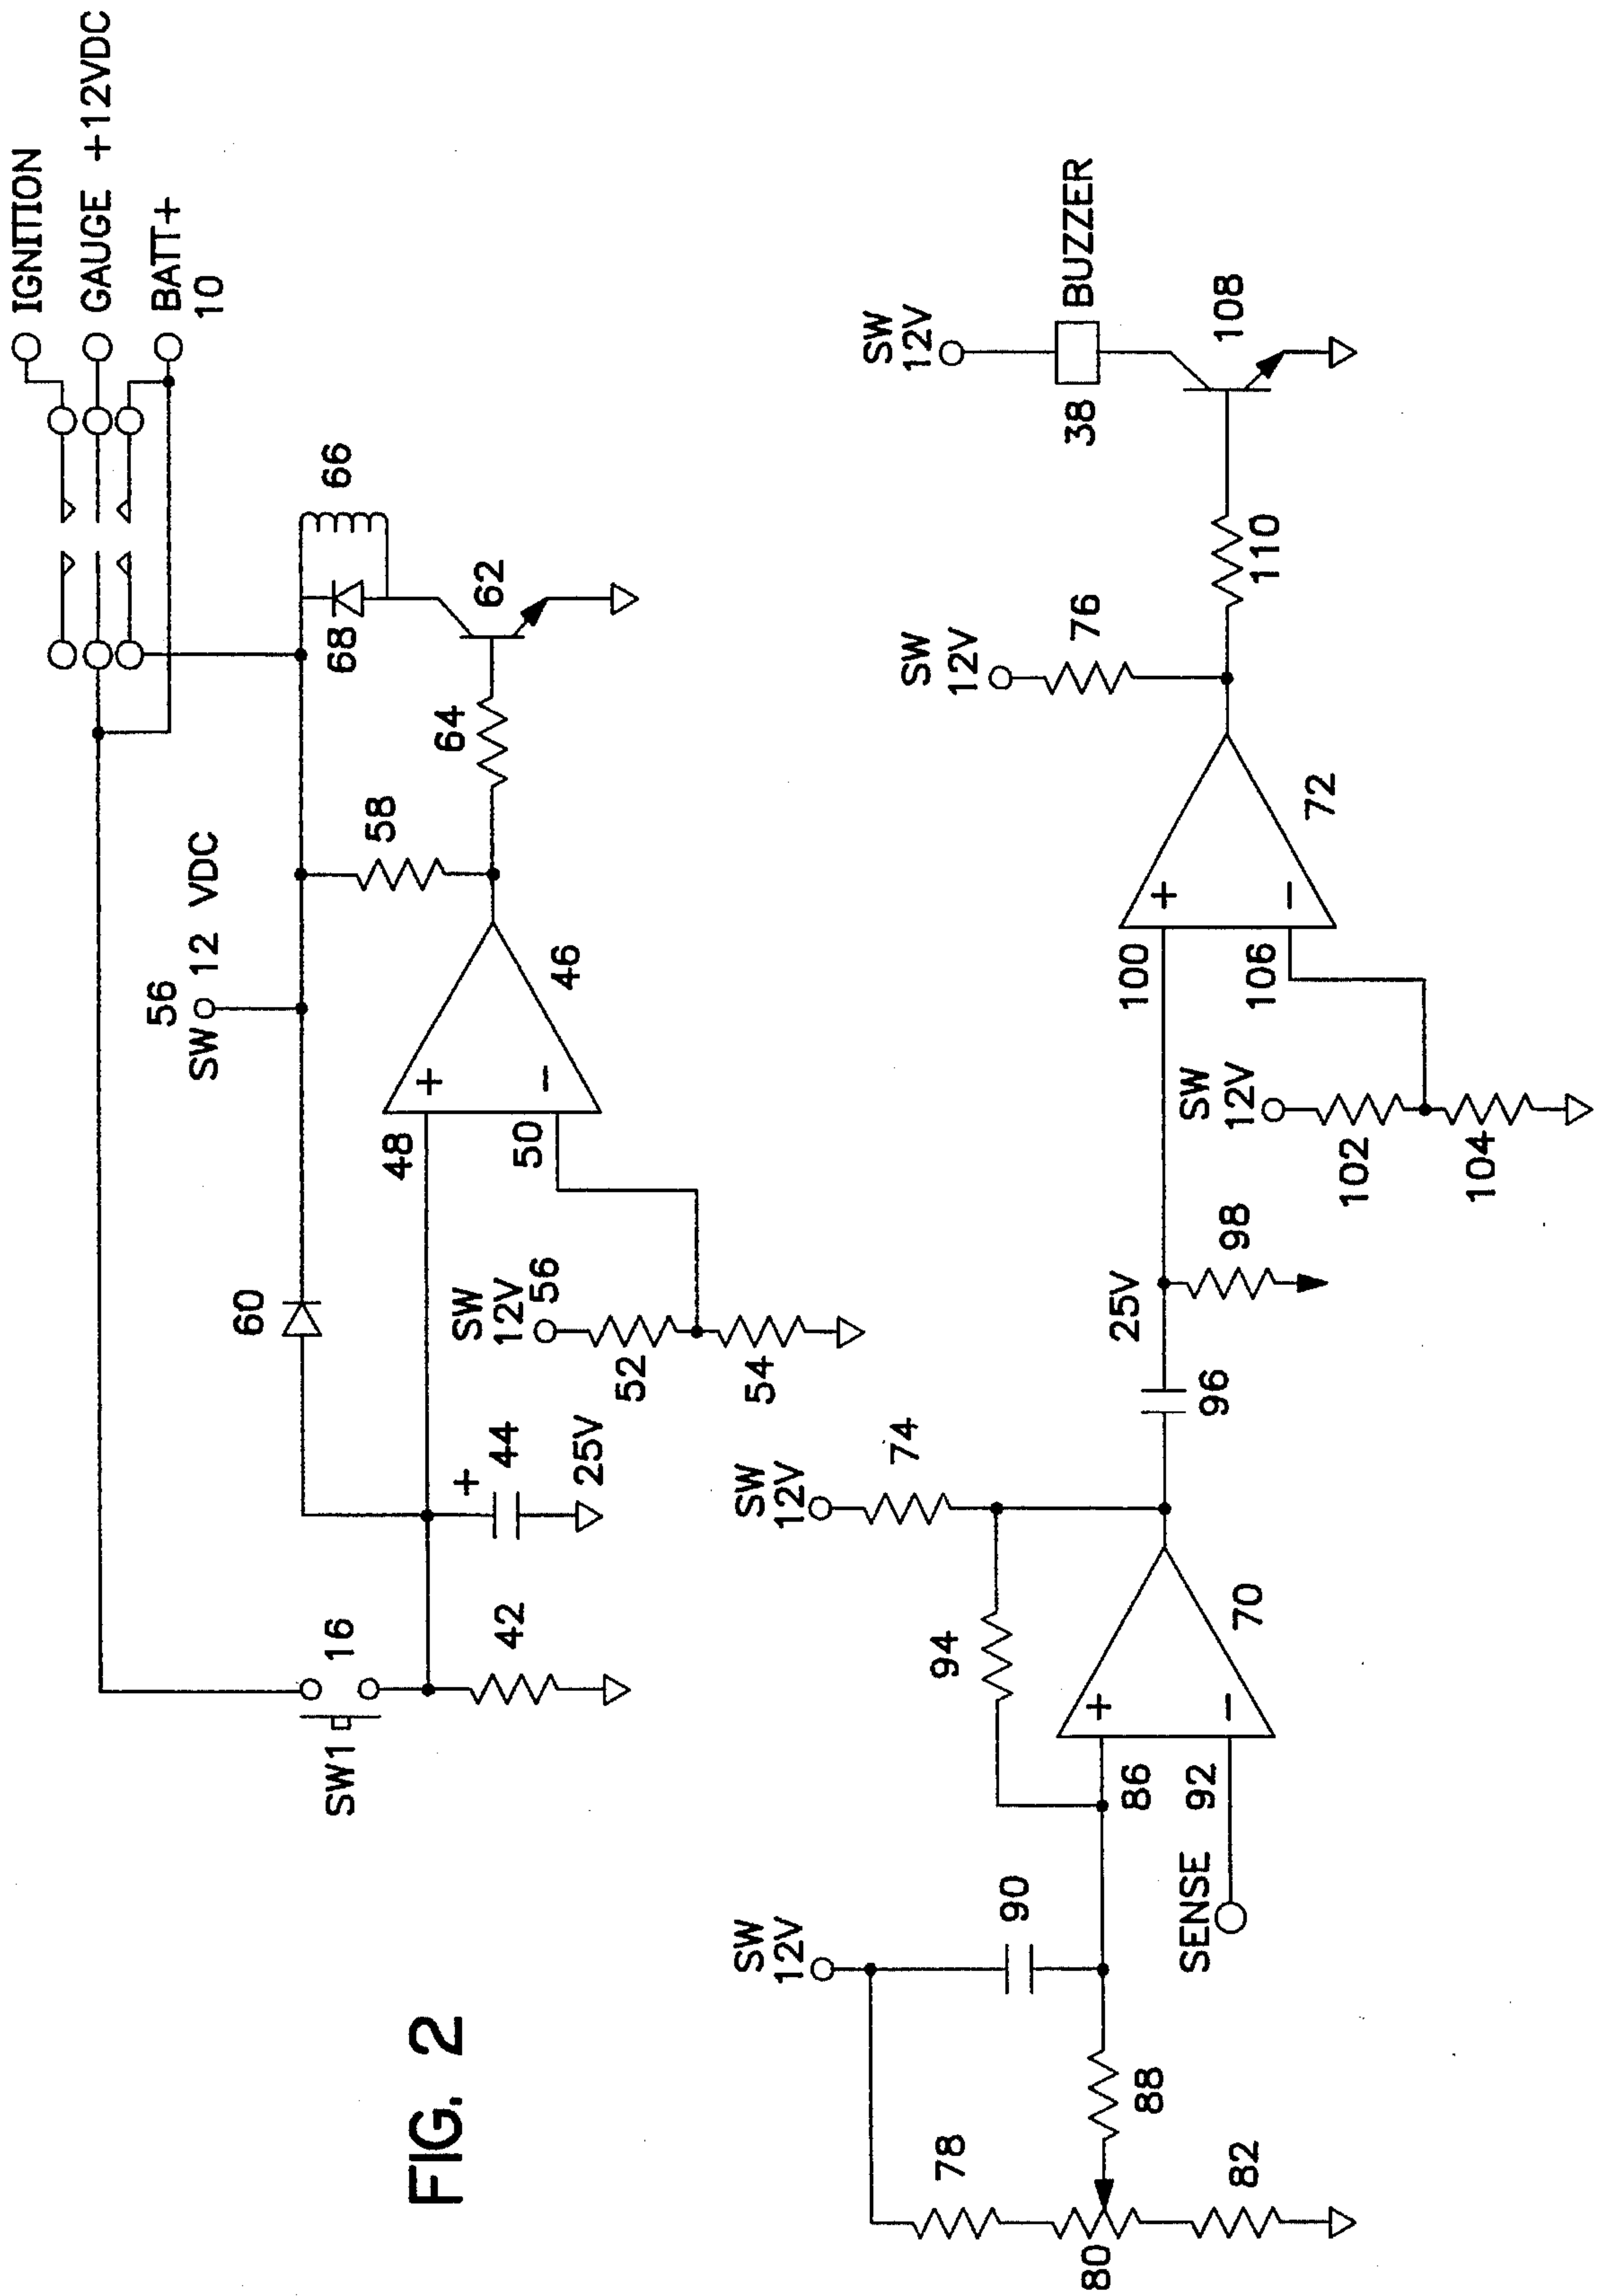 FIG. 2
IGNITION
GAUGE +12VDC
BATT+
10
56
SW 12 VDC
66
68
62
64
58
46
60
+
-
48
50
SW
12V
56
52
54
+
44
25V
SW1
16
42
SW
12V
38
BUZZER
108
110
SW
12V
76
72
+
-
100
106
SW
12V
102
104
25V
98
96
SW
12V
74
94
70
+
-
86
92
SENSE
SW
12V
90
88
78
80
82